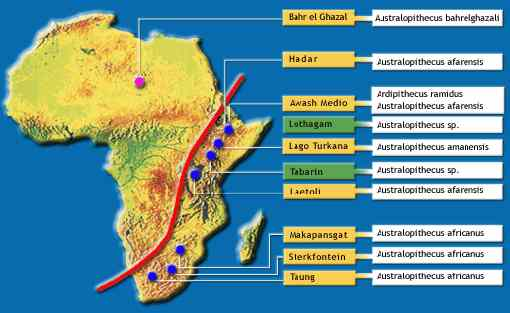 Bahr el Ghazal Australopithecus bahrelghazali
Hadar Australopithecus afarensis
Awash Medio Ardipithecus ramidus
Australopithecus afarensis
Lothagam Australopithecus sp.
Lago Turkana Australopithecus amanensis
Tabarin Australopithecus sp.
Laetoli Australopithecus afarensis
Makapansgat Australopithecus africanus
Sterkfontein Australopithecus africanus
Taung Australopithecus africanus